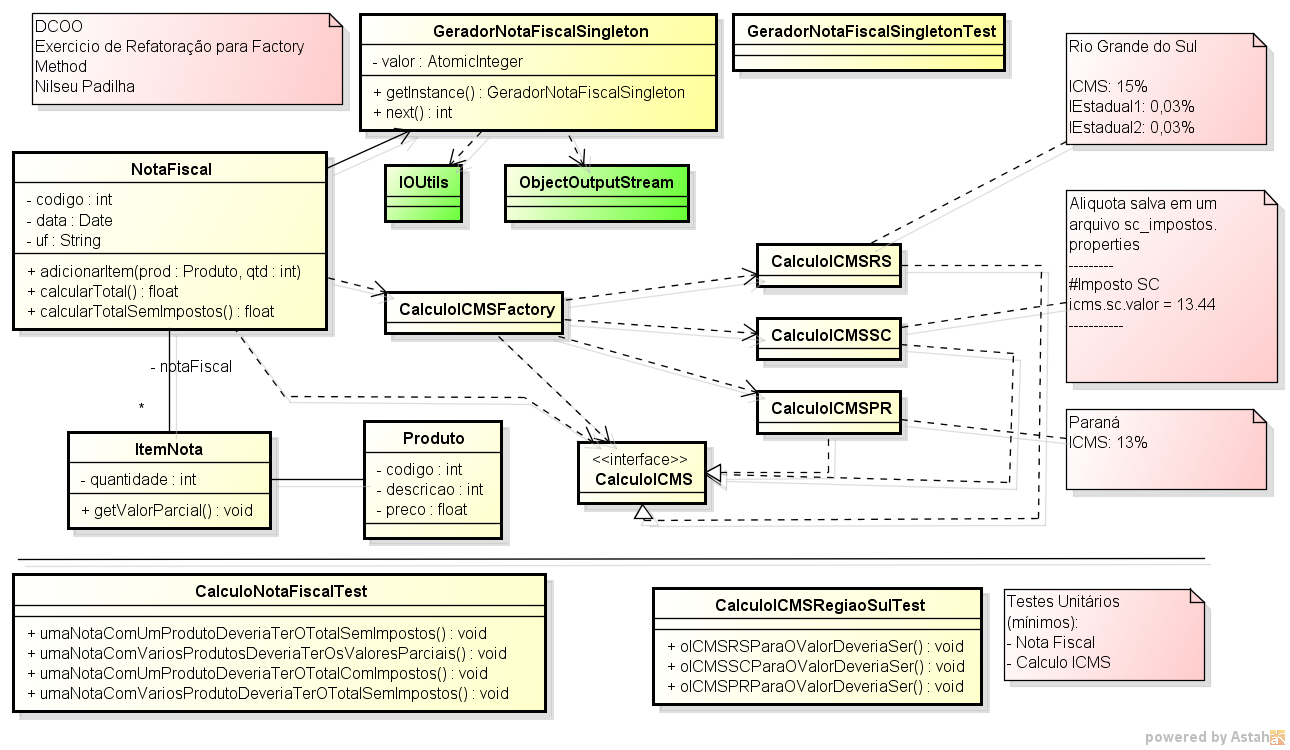 DCOO
Exercicio de Refatoração para Factory
Method
Nilseu Padilha
GeradorNotaFiscalSingleton
- valor : AtomicInteger
+ getInstance() : GeradorNotaFiscalSingleton
+ next() : int
GeradorNotaFiscalSingletonTest
Rio Grande do Sul
ICMS: 15%
IEstadual1: 0,03%
IEstadual2: 0,03%
NotaFiscal
- codigo : int
- data : Date
- uf : String
+ adicionarItem(prod : Produto, qtd : int)
+ calcularTotal() : float
+ calcularTotalSemImpostos() : float
IOUtils
ObjectOutputStream
Aliquota salva em um
arquivo sc_impostos.
properties
---------
#Imposto SC
icms.sc.valor = 13.44
-----------
CalculoICMSRS
CalculoICMSFactory
CalculoICMSSC
CalculoICMSPR
- notaFiscal
*
Paraná
ICMS: 13%
ItemNota
- quantidade : int
+ getValorParcial() : void
Produto
- codigo : int
- descricao : int
- preco : float
<<interface>>
CalculoICMS
CalculoNotaFiscalTest
+ umaNotaComUmProdutoDeveriaTerOTotalSemImpostos() : void
+ umaNotaComVariosProdutosDeveriaTerOsValoresParciais() : void
+ umaNotaComUmProdutoDeveriaTerOTotalComImpostos() : void
+ umaNotaComVariosProdutoDeveriaTerOTotalSemImpostos() : void
CalculoICMSRegiaoSulTest
+ oICMSRSParaOValorDeveriaSer() : void
+ oICMSSCParaOValorDeveriaSer() : void
+ oICMSPRParaOValorDeveriaSer() : void
Testes Unitários
(mínimos):
- Nota Fiscal
- Calculo ICMS
powered by Astah